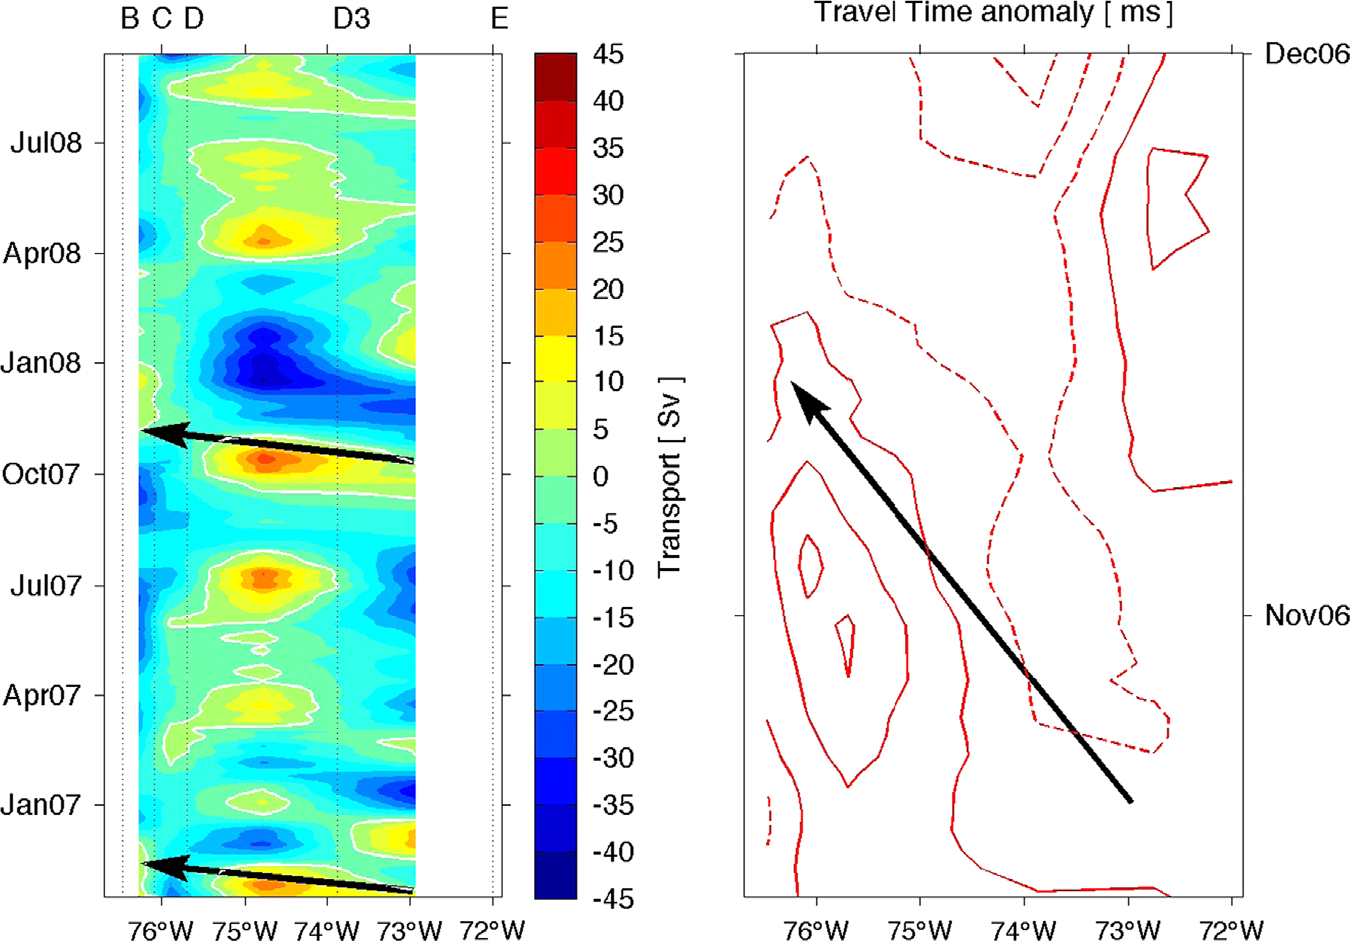 B C D D3 E
Jul08
Apr08
Jan08
Oct07
Jul07
Apr07
Jan07
76°W 75°W 74°W 73°W 72°W
45
40
35
30
25
20
15
10
5
0
-5
-10
-15
-20
-25
-30
-35
-40
-45
Transport [ Sv ]
Travel Time anomaly [ ms ]
Dec06
Nov06
76°W 75°W 74°W 73°W 72°W